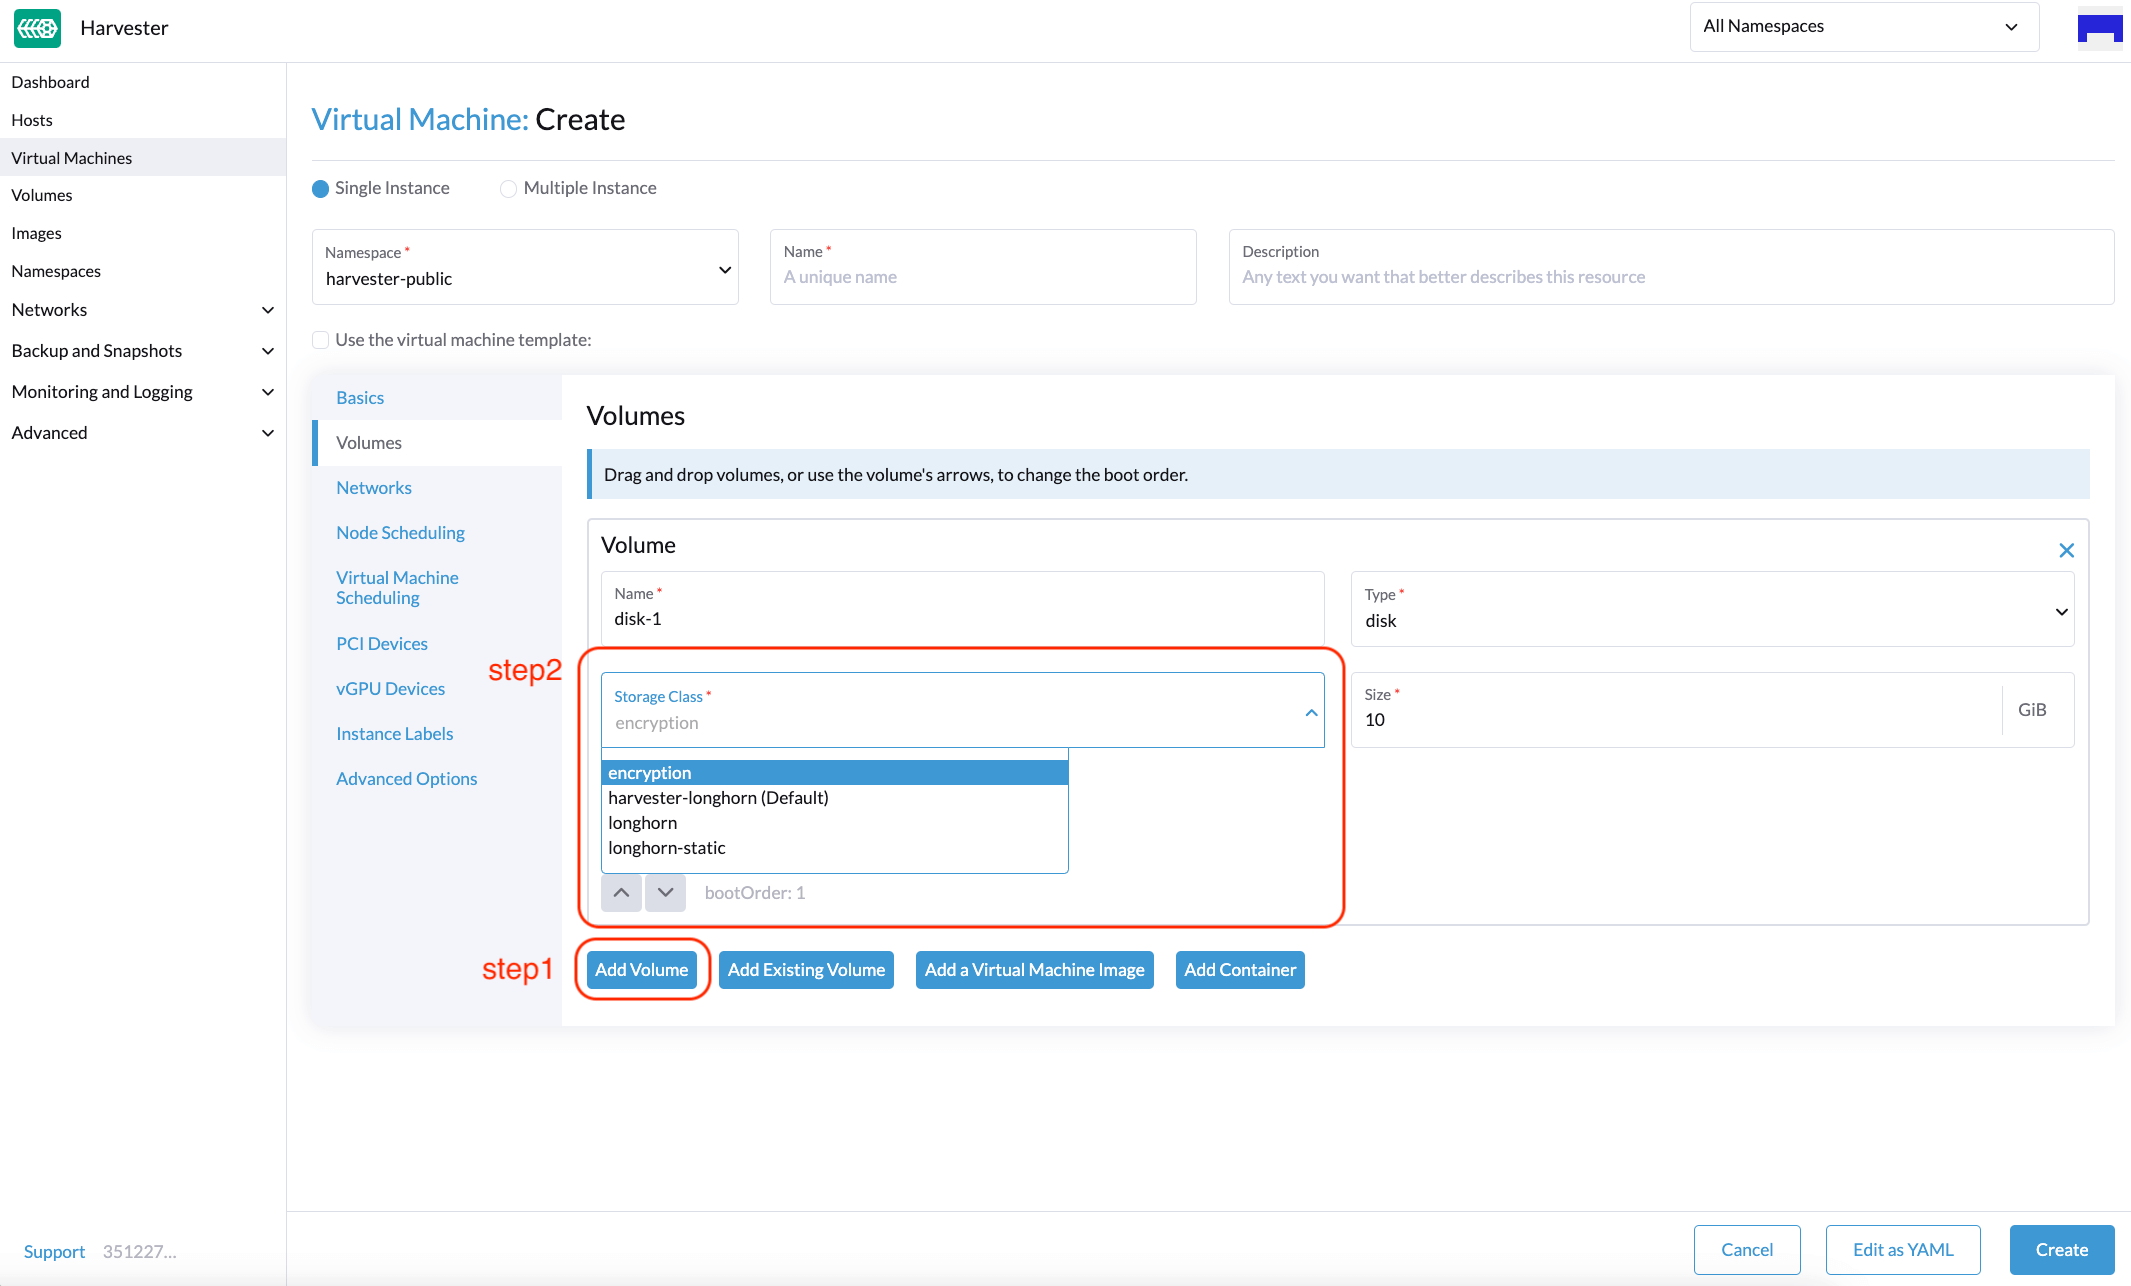 Harvester
All Namespaces
Dashboard
Hosts
Virtual Machines
Volumes
Images
Namespaces
Networks
Backup and Snapshots
Monitoring and Logging
Advanced
Support 351227...
Virtual Machine: Create
Single Instance Multiple Instance
Namespace *
harvester-public
Name *
A unique name
Description
Any text you want that better describes this resource
Use the virtual machine template:
Basics
Volumes
Networks
Node Scheduling
Virtual Machine
Scheduling
PCI Devices
vGPU Devices
Instance Labels
Advanced Options
Volumes
Drag and drop volumes, or use the volume's arrows, to change the boot order.
Volume
Name *
disk-1
Type *
disk
step2
Storage Class *
encryption
Size *
10
GiB
encryption
harvester-longhorn (Default)
longhorn
longhorn-static
bootOrder: 1
step1
Add Volume Add Existing Volume Add a Virtual Machine Image Add Container
Cancel Edit as YAML Create